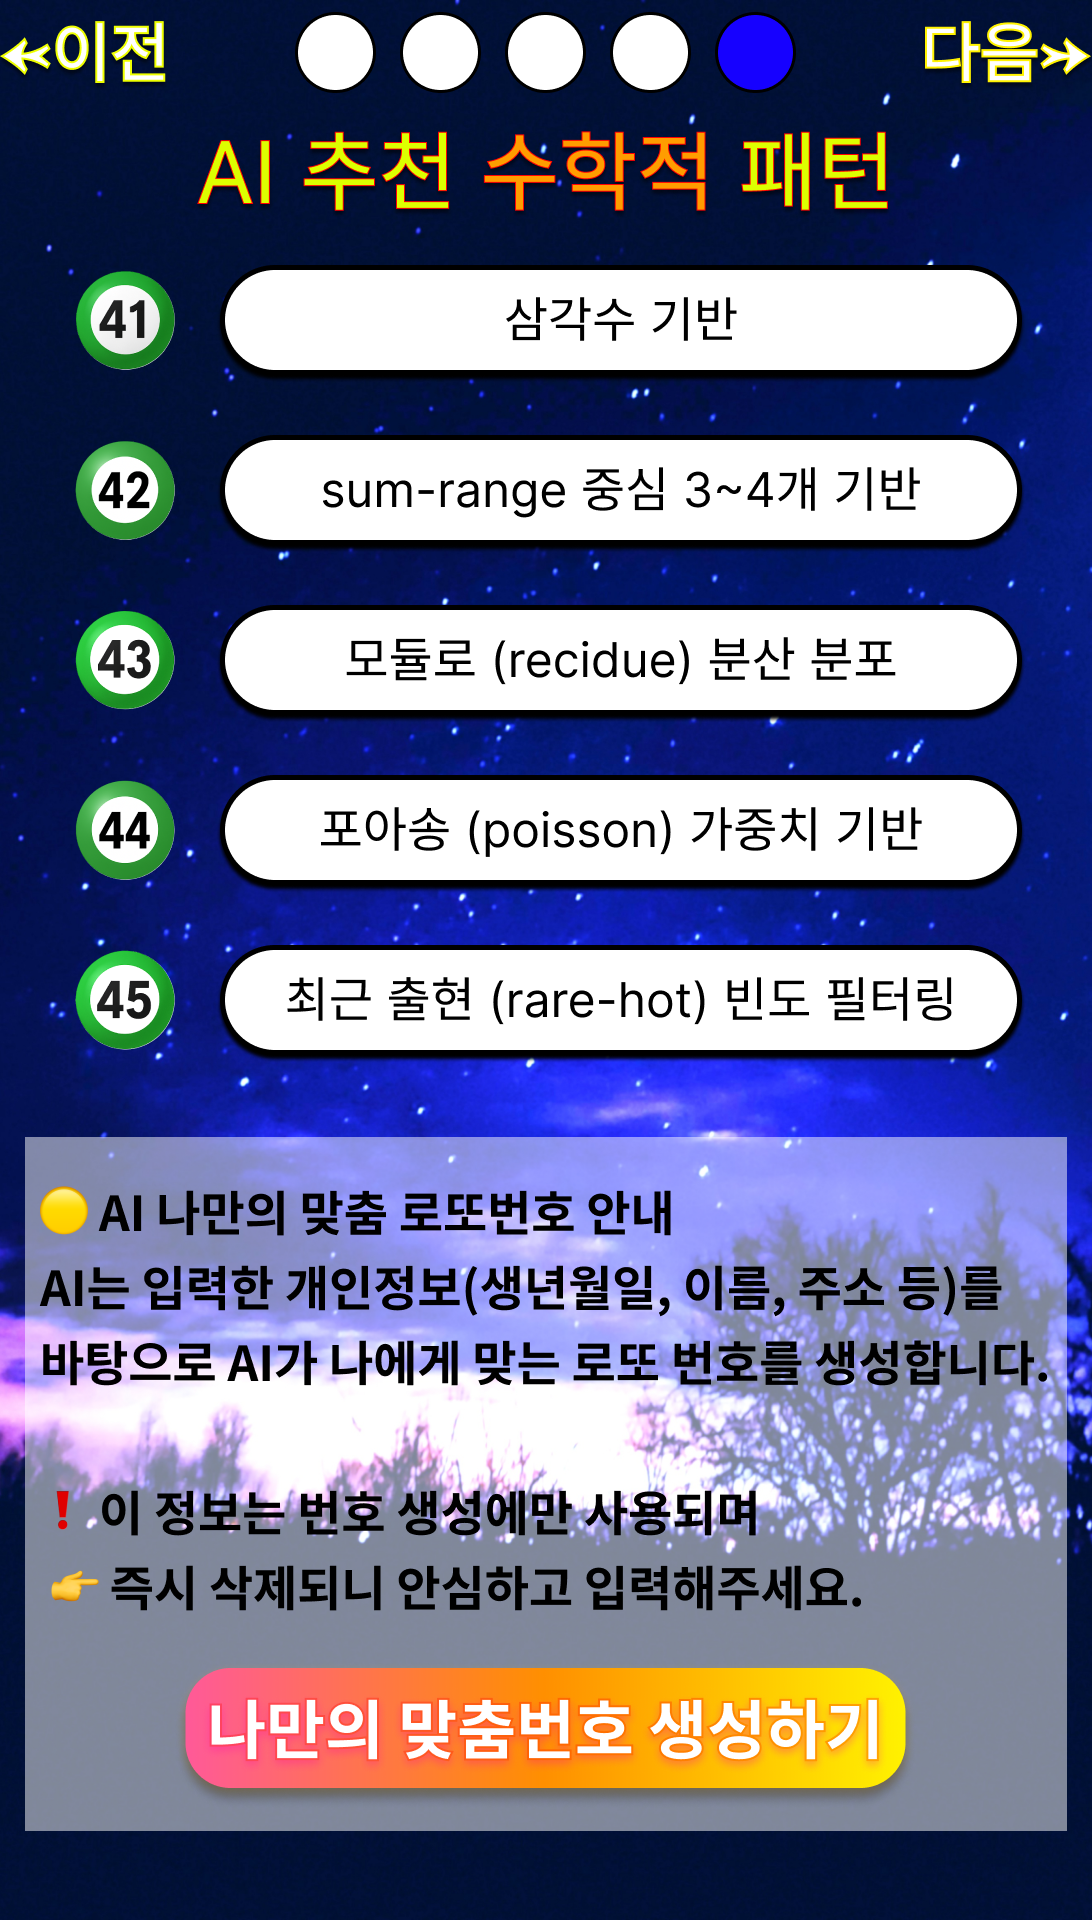 이전
다음
AI 추천 수학적 패턴
41 삼각수 기반
42 sum-range 중심 3~4개 기반
43 모듈로 (recidue) 분산 분포
44 포아송 (poisson) 가중치 기반
45 최근 출현 (rare-hot) 빈도 필터링
🟡 AI 나만의 맞춤 로또번호 안내
AI는 입력한 개인정보(생년월일, 이름, 주소 등)를
바탕으로 AI가 나에게 맞는 로또 번호를 생성합니다.
❗ 이 정보는 번호 생성에만 사용되며
👉 즉시 삭제되니 안심하고 입력해주세요.
나만의 맞춤번호 생성하기